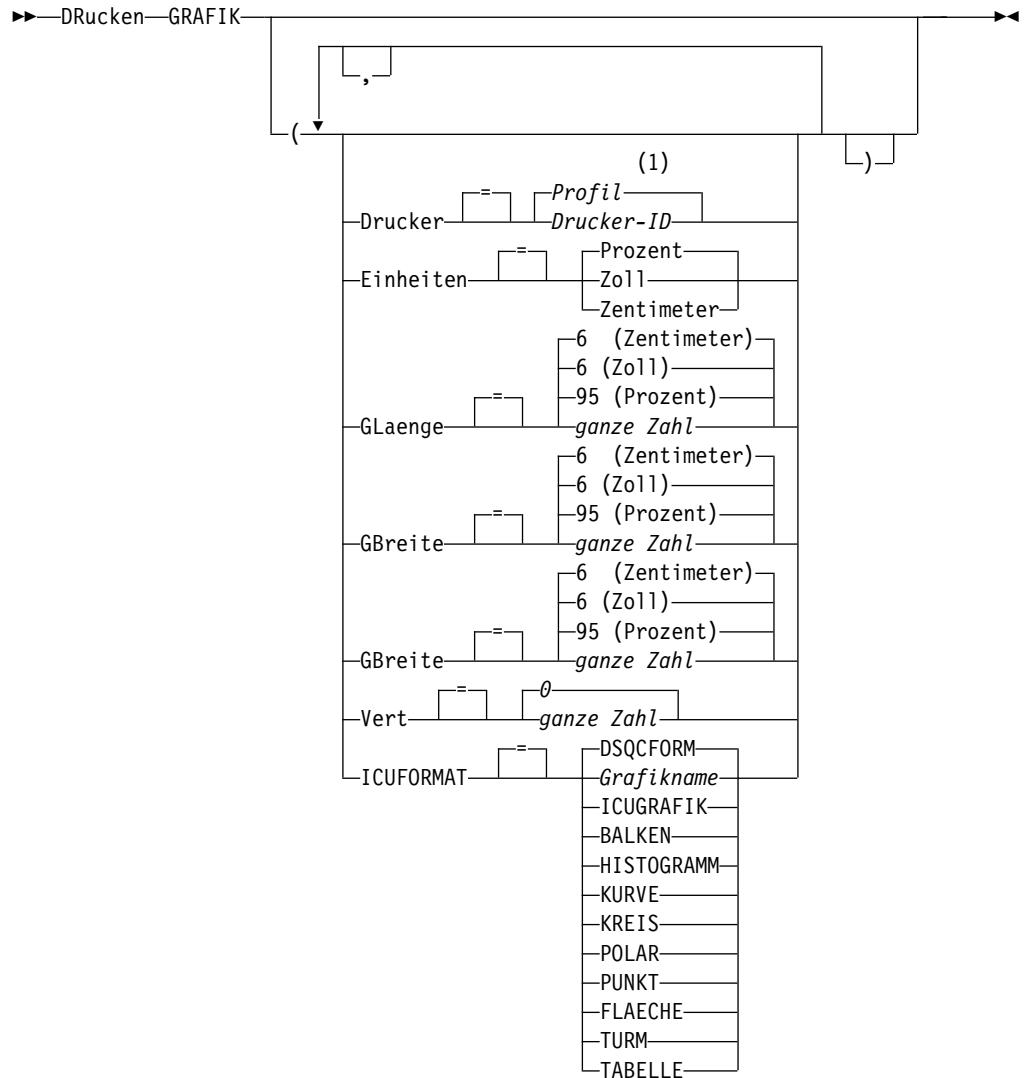 DRucken GRAFIK
,
(
)
(1)
= Profil
Drucker Drucker-ID
= Prozent
Einheiten Zoll
Zentimeter
6 (Zentimeter)
6 (Zoll)
= 95 (Prozent)
GLaenge ganze Zahl
6 (Zentimeter)
6 (Zoll)
= 95 (Prozent)
GBreite ganze Zahl
6 (Zentimeter)
6 (Zoll)
= 95 (Prozent)
GBreite ganze Zahl
= 0
Vert ganze Zahl
= DSQCFORM
ICUFORMAT Grafikname
ICUGRAFIK
BALKEN
HISTOGRAMM
KURVE
KREIS
POLAR
PUNKT
FLAECHE
TURM
TABELLE